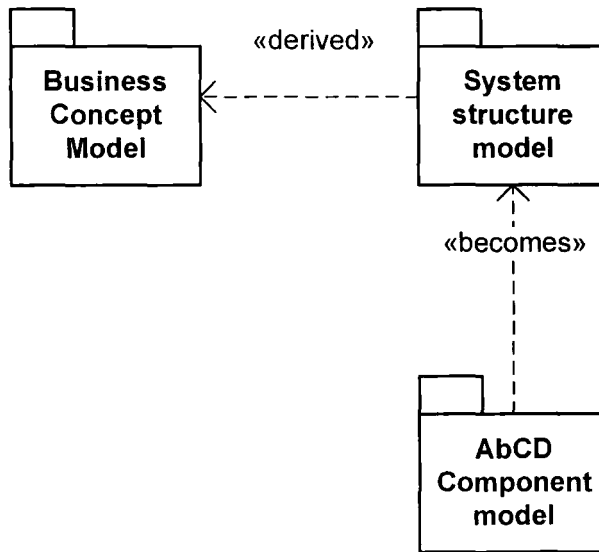 «derived»
Business
Concept
Model
System
structure
model
«becomes»
AbCD
Component
model